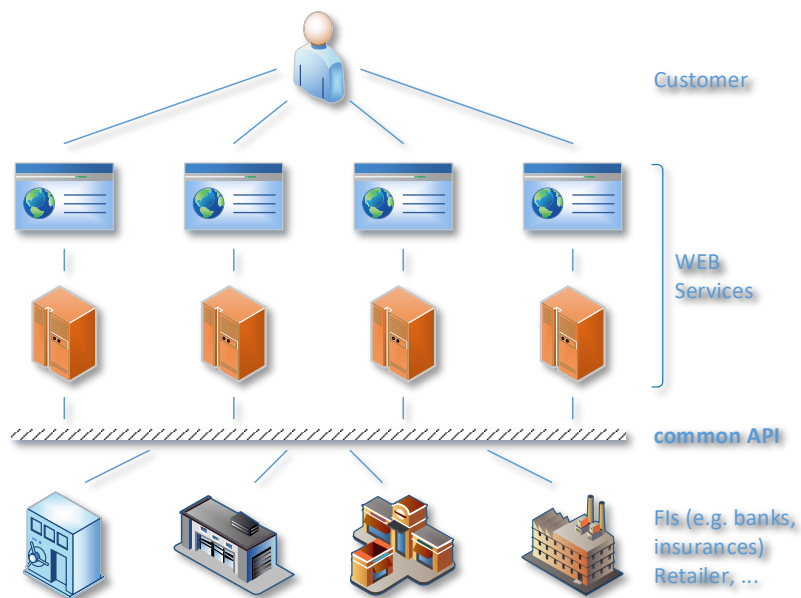 Customer
WEB
Services
common API
FIs (e.g. banks,
insurances)
Retailer, ...